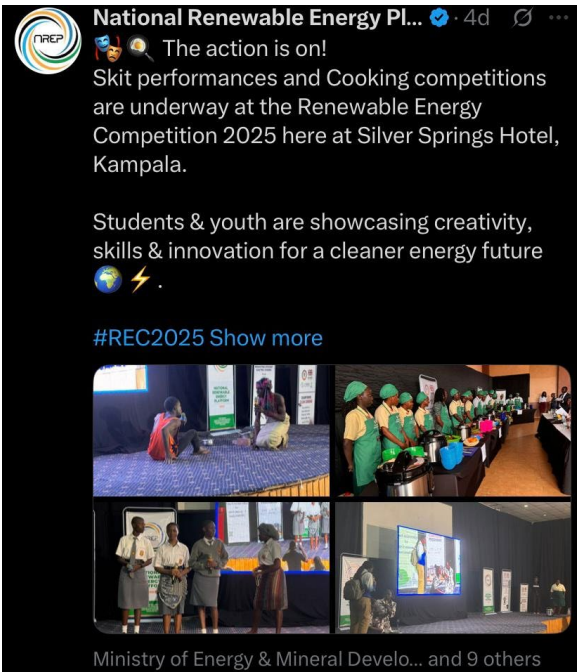 NREP
National Renewable Energy Pl... · 4d
The action is on!
Skit performances and Cooking competitions
are underway at the Renewable Energy
Competition 2025 here at Silver Springs Hotel,
Kampala.
Students & youth are showcasing creativity,
skills & innovation for a cleaner energy future
.
#REC2025 Show more
Ministry of Energy & Mineral Develo... and 9 others